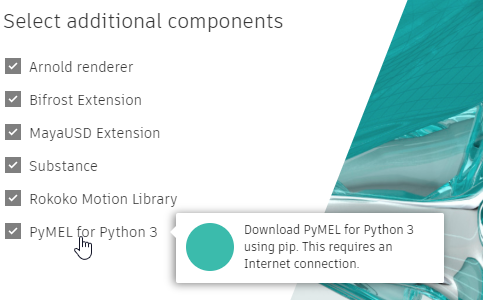 Select additional components
Arnold renderer
Bifrost Extension
MayaUSD Extension
Substance
Rokoko Motion Library
PyMEL for Python 3
Download PyMEL for Python 3
using pip. This requires an
Internet connection.